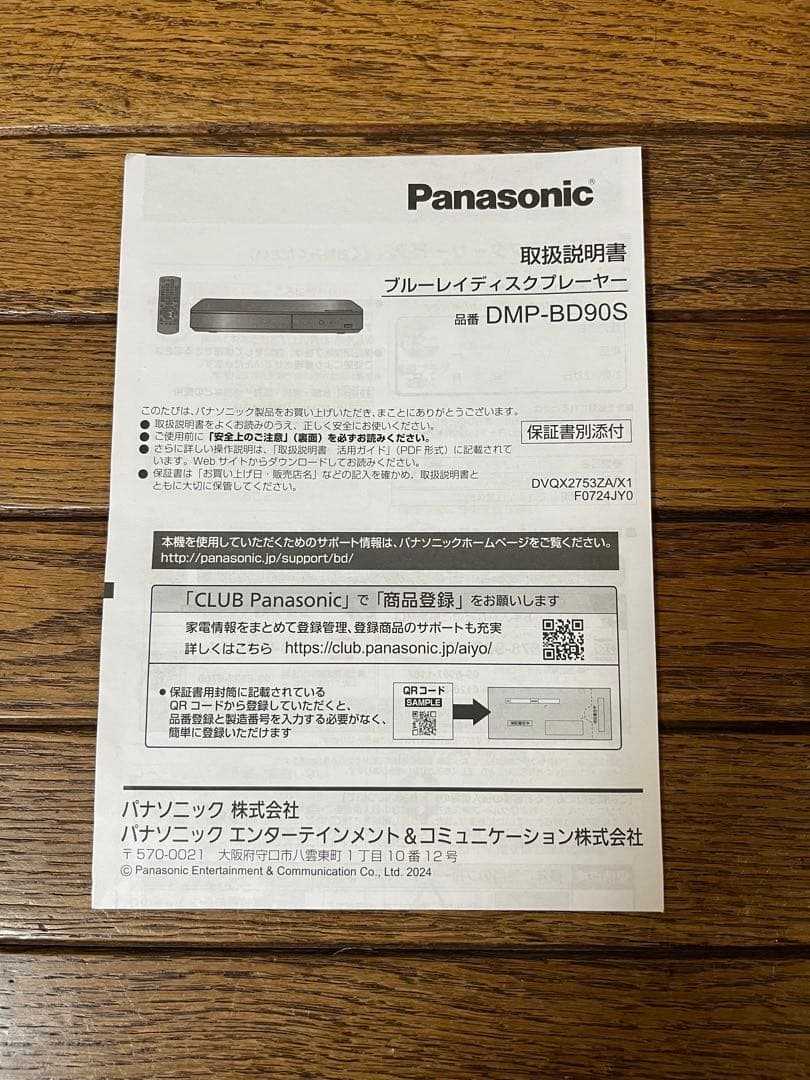 Panasonic®
取扱説明書
ブルーレイディスクプレーヤー
品番 DMP-BD90S
このたびは、パナソニック製品をお買い上げいただき、まことにありがとうございます。
● 取扱説明書をよくお読みのうえ、正しく安全にお使いください。
● ご使用前に「安全上のご注意」(裏面)を必ずお読みください。
● さらに詳しい操作説明は、「取扱説明書 活用ガイド」(PDF 形式)に記載されて
います。Web サイトからダウンロードしてお読みください。
● 保証書は「お買い上げ日・販売店名」などの記入を確かめ、取扱説明書と
ともに大切に保管してください。
保証書別添付
DVQX2753ZA/X1
F0724JY0
本機を使用していただくためのサポート情報は、パナソニックホームページをご覧ください。
http://panasonic.jp/support/bd/
「CLUB Panasonic」で「商品登録」をお願いします
家電情報をまとめて登録管理、登録商品のサポートも充実
詳しくはこちら https://club.panasonic.jp/aiyo/
● 保証書用封筒に記載されている
QR コードから登録していただくと、
品番登録と製造番号を入力する必要がなく、
簡単に登録いただけます
QRコード
SAMPLE
パナソニック 株式会社
パナソニック エンターテインメント&コミュニケーション株式会社
〒570-0021 大阪府守口市八雲東町1丁目10番12号
© Panasonic Entertainment & Communication Co., Ltd. 2024